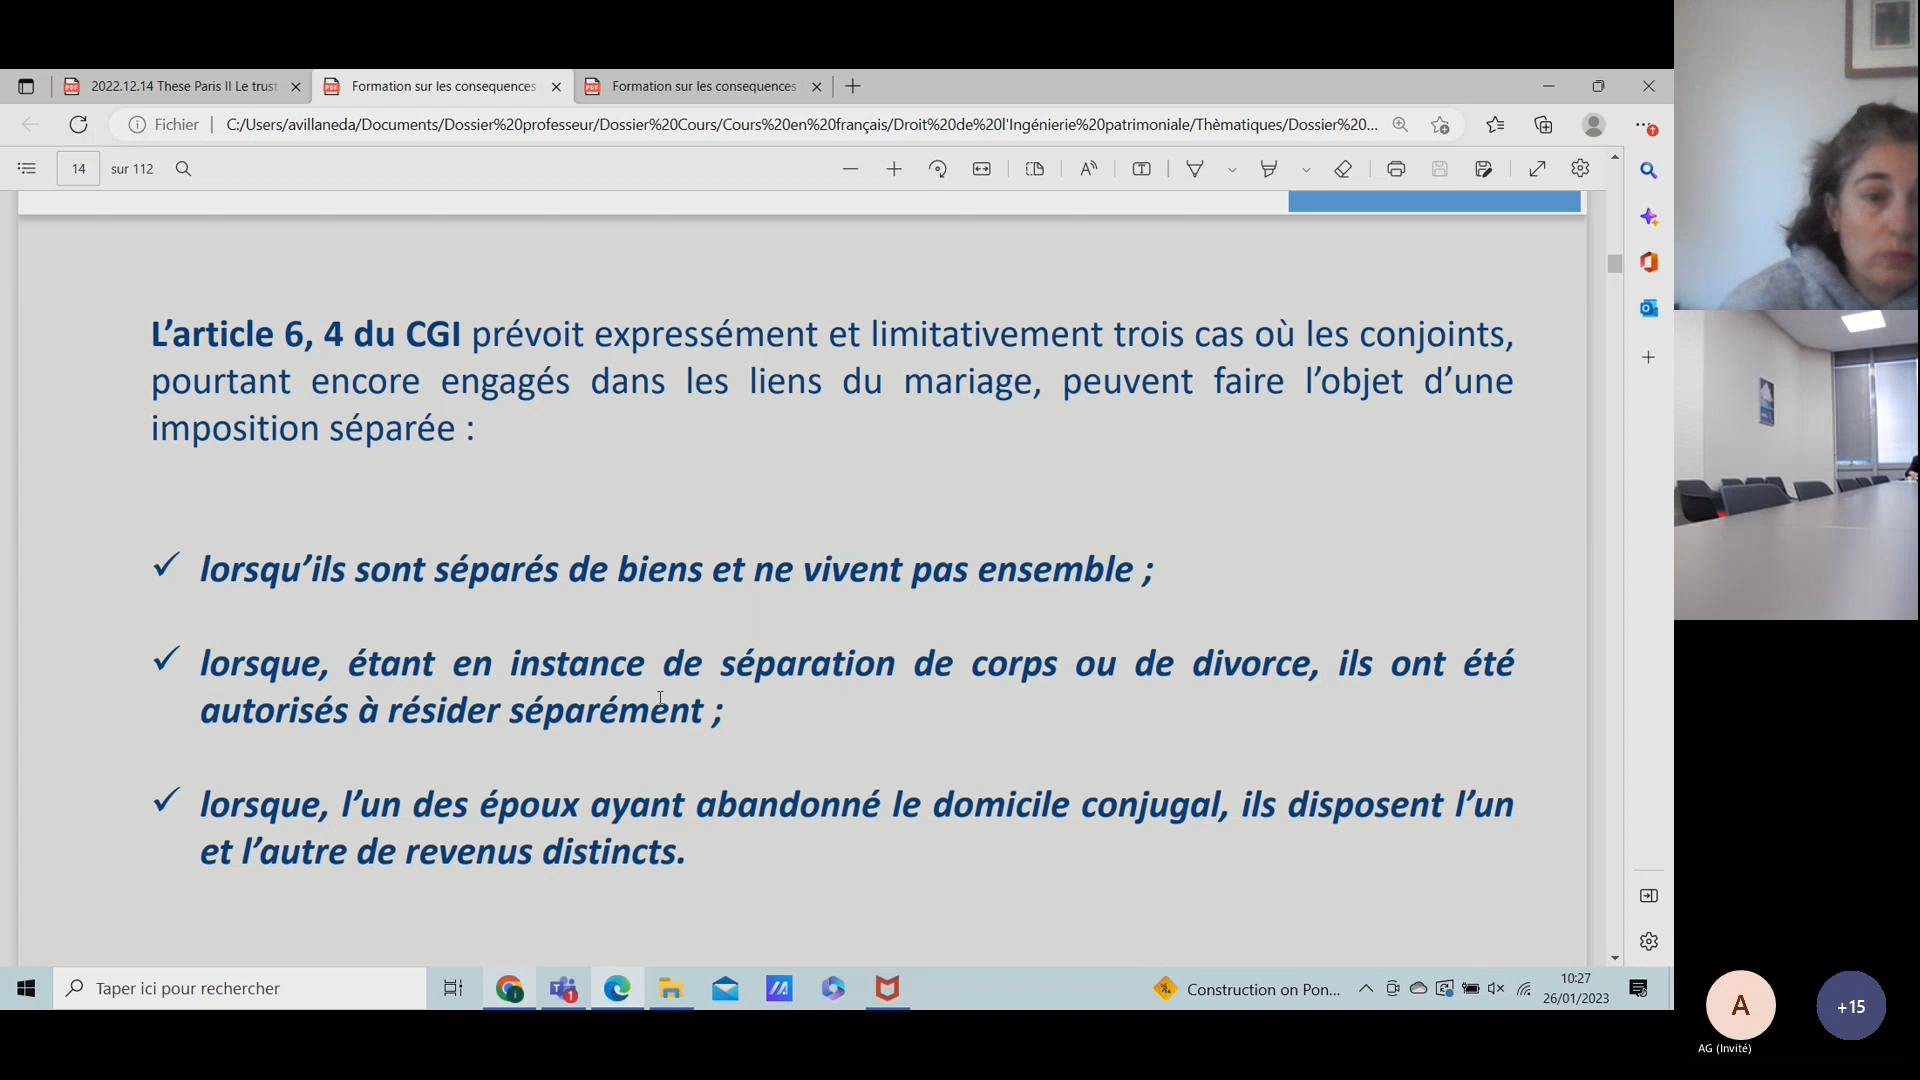 2022.12.14 These Paris II Le trust
Formation sur les consequences
Formation sur les consequences
Fichier
C:/Users/avillaneda/Documents/Dossier%20professeur/Dossier%20Cours/Cours%20en%20français/Droit%20de%20l'Ingénierie%20patrimoniale/Thèmatiques/Dossier%20...
14 sur 112
L’article 6, 4 du CGI prévoit expressément et limitativement trois cas où les conjoints,
pourtant encore engagés dans les liens du mariage, peuvent faire l’objet d’une
imposition séparée :
lorsqu’ils sont séparés de biens et ne vivent pas ensemble ;
lorsque, étant en instance de séparation de corps ou de divorce, ils ont été
autorisés à résider séparément ;
lorsque, l’un des époux ayant abandonné le domicile conjugal, ils disposent l’un
et l’autre de revenus distincts.
Taper ici pour rechercher
Construction on Pon...
10:27
26/01/2023
A
+15
AG (Invité)